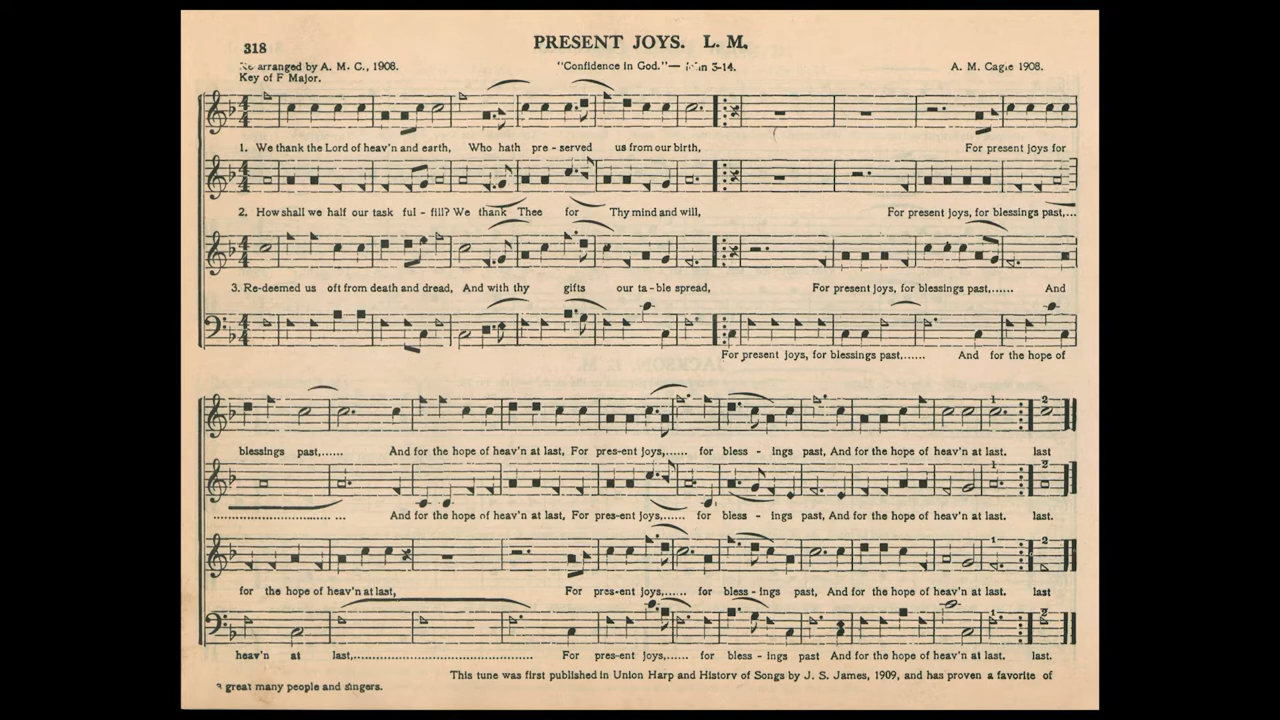 318
PRESENT JOYS. L. M.
Re-arranged by A. M. C., 1908.
"Confidence in God."— John 3-14.
A. M. Cagle 1908.
Key of F Major.
1. We thank the Lord of heav'n and earth, Who hath pre - served us from our birth, For present joys for
2. How shall we half our task ful - fill? We thank Thee for Thy mind and will, For present joys, for blessings past,...
3. Re-deemed us oft from death and dread, And with thy gifts our ta - ble spread, For present joys, for blessings past,...... And
For present joys, for blessings past,...... And for the hope of
blessings past,...... And for the hope of heav'n at last, For pres-ent joys,...... for bless - ings past, And for the hope of heav'n at last. last
.............................. ... And for the hope of heav'n at last, For pres-ent joys,...... for bless - ings past, And for the hope of heav'n at last. last.
for the hope of heav'n at last, For pres-ent joys,...... for bless - ings past, And for the hope of heav'n at last. last
heav'n at last,.......................................... For pres-ent joys,...... for bless - ings past And for the hope of heav'n at last. last.
This tune was first published in Union Harp and History of Songs by J. S. James, 1909, and has proven a favorite of
a great many people and singers.